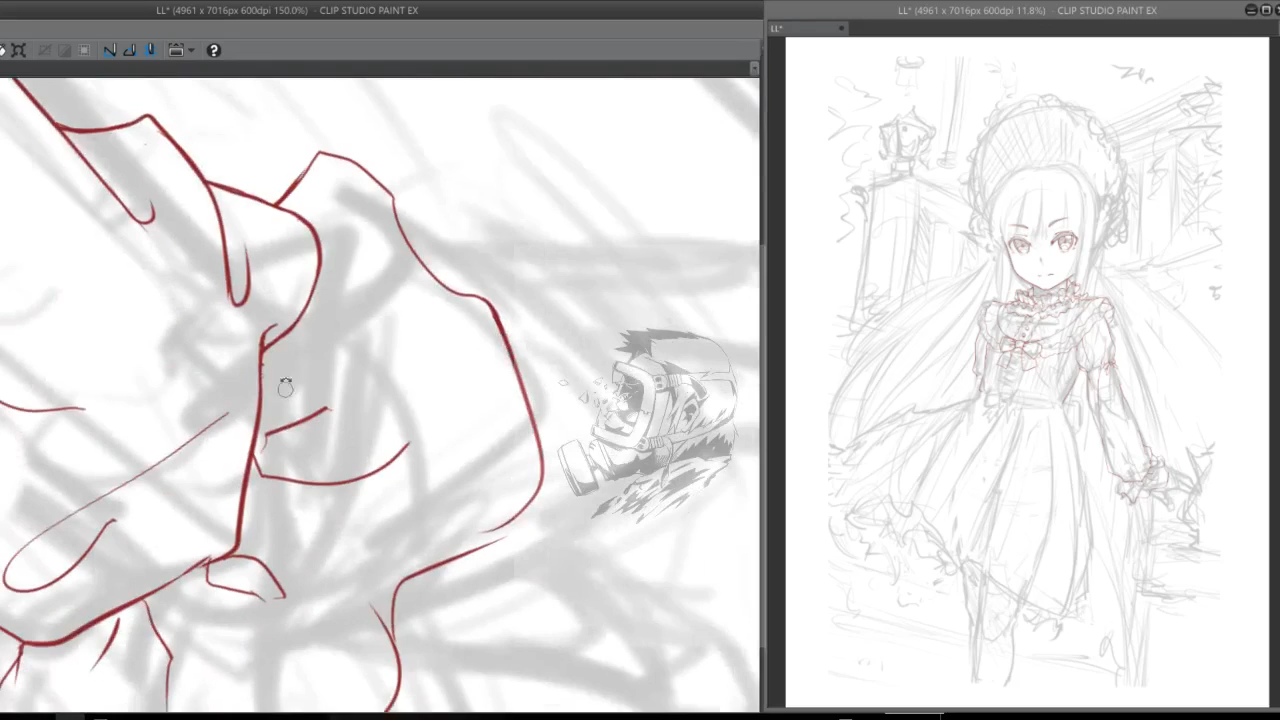 LL* (4961 x 7016px 600dpi 150.0%) - CLIP STUDIO PAINT EX
LL* (4961 x 7016px 600dpi 11.8%) - CLIP STUDIO PAINT EX
LL*